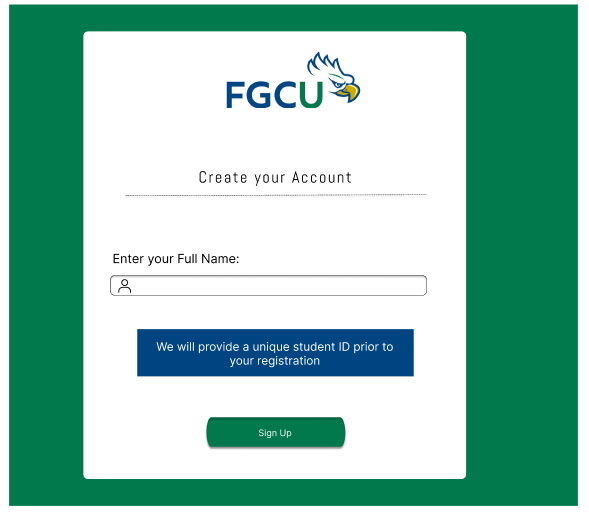 FGCU
Create your Account
Enter your Full Name:
We will provide a unique student ID prior to
your registration
Sign Up